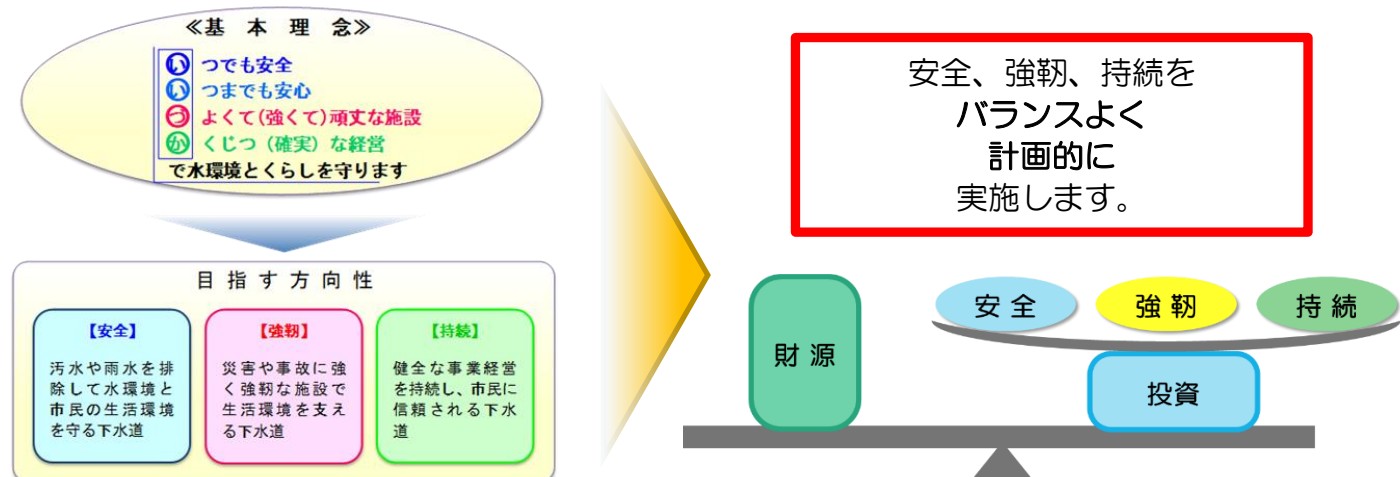 ≪基 本 理 念≫
い つでも安全
い つまでも安心
つ よくて(強くて)頑丈な施設
か くじつ（確実）な経営
で水環境とくらしを守ります
目 指 す 方 向 性
【安全】
汚水や雨水を排
除して水環境と
市民の生活環境
を守る下水道
【強靭】
災害や事故に強
く強靭な施設で
生活環境を支え
る下水道
【持続】
健全な事業経営
を持続し、市民に
信頼される下水
道
安全、強靭、持続を
バランスよく
計画的に
実施します。
財 源
安 全
強 靭
持 続
投資